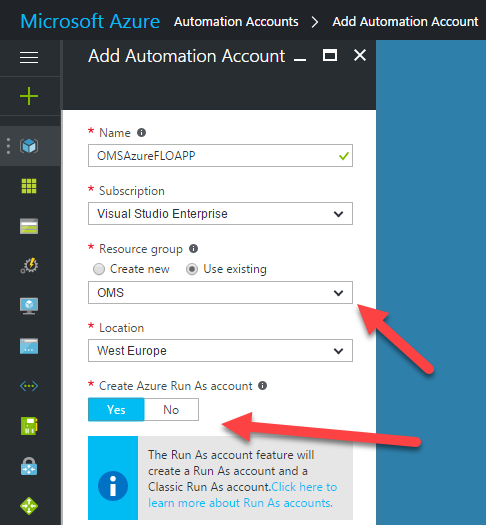 Microsoft Azure Automation Accounts > Add Automation Account
Add Automation Account
* Name
OMSAzureFLOAPP
* Subscription
Visual Studio Enterprise
* Resource group
Create new Use existing
OMS
* Location
West Europe
* Create Azure Run As account
Yes No
The Run As account feature will
create a Run As account and a
Classic Run As account.Click here to
learn more about Run As accounts.